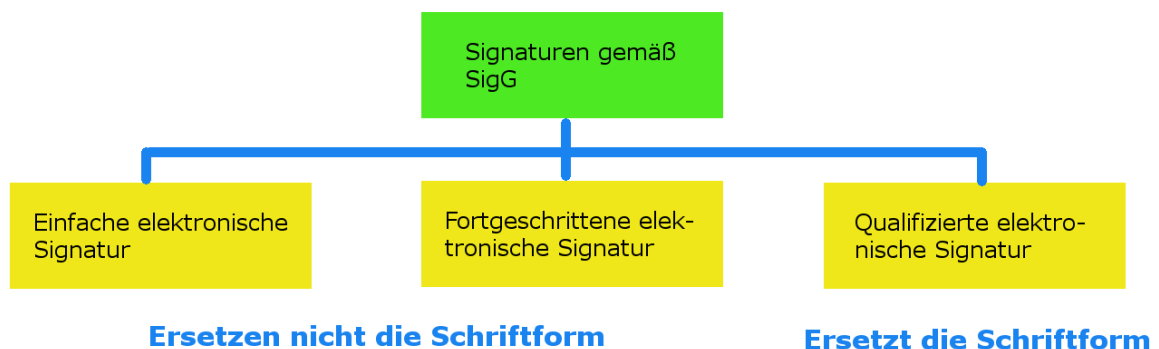 Signaturen gemäß
SigG
Einfache elektronische
Signatur
Fortgeschrittene elek-
tronische Signatur
Qualifizierte elektro-
nische Signatur
Ersetzen nicht die Schriftform
Ersetzt die Schriftform